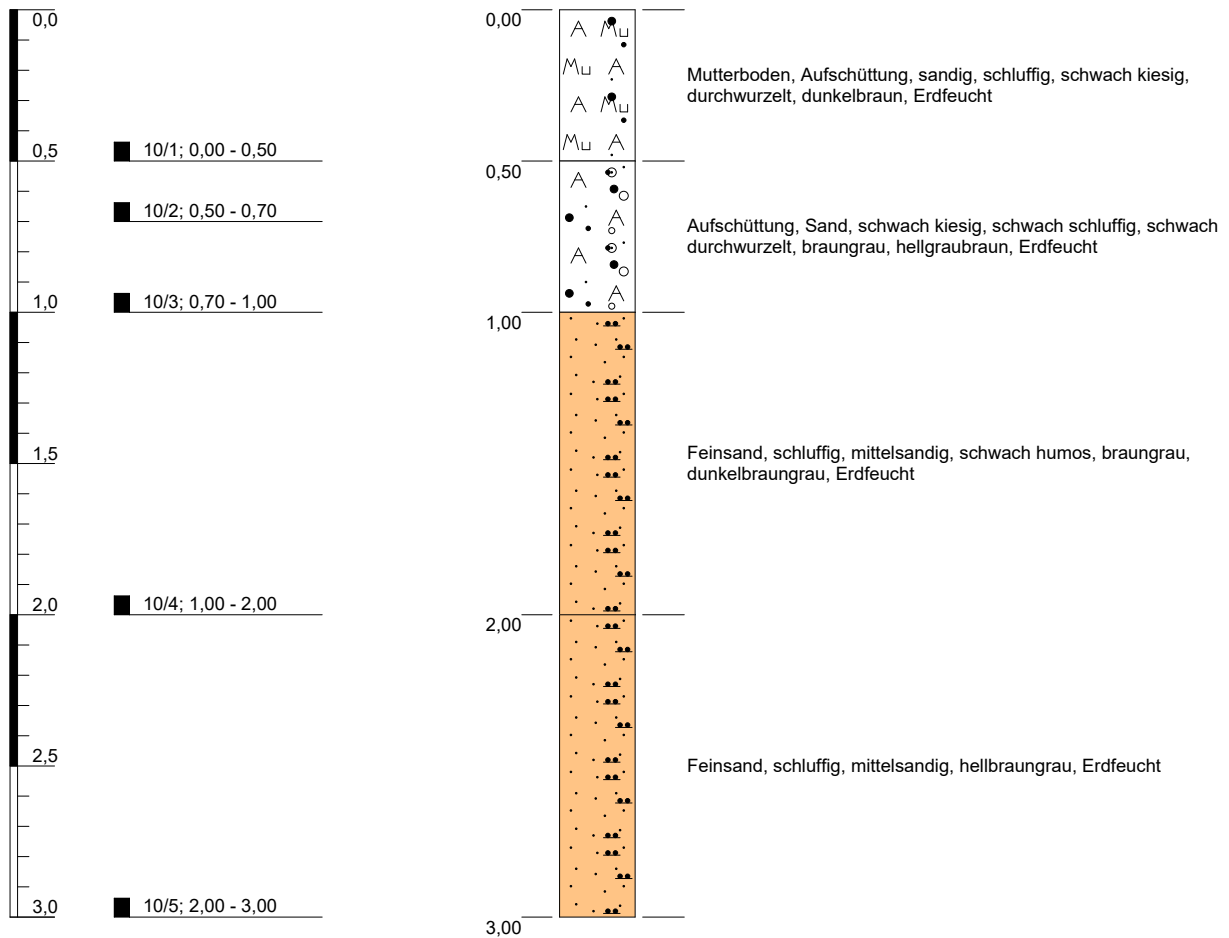 0,0
0,5
1,0
1,5
2,0
2,5
3,0
10/1; 0,00 - 0,50
10/2; 0,50 - 0,70
10/3; 0,70 - 1,00
10/4; 1,00 - 2,00
10/5; 2,00 - 3,00
0,00
0,50
1,00
2,00
3,00
A Mu
Mu A
A Mu
Mu A
A
A
A
A
Mutterboden, Aufschüttung, sandig, schluffig, schwach kiesig,
durchwurzelt, dunkelbraun, Erdfeucht
Aufschüttung, Sand, schwach kiesig, schwach schluffig, schwach
durchwurzelt, braungrau, hellgraubraun, Erdfeucht
Feinsand, schluffig, mittelsandig, schwach humos, braungrau,
dunkelbraungrau, Erdfeucht
Feinsand, schluffig, mittelsandig, hellbraungrau, Erdfeucht